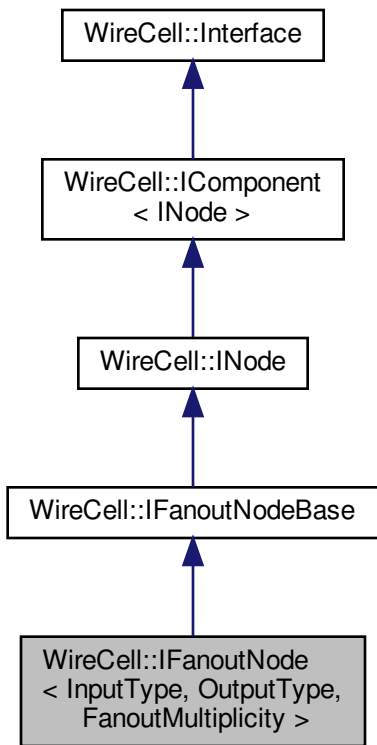 WireCell::Interface
WireCell::IComponent
< INode >
WireCell::INode
WireCell::IFanoutNodeBase
WireCell::IFanoutNode
< InputType, OutputType,
FanoutMultiplicity >